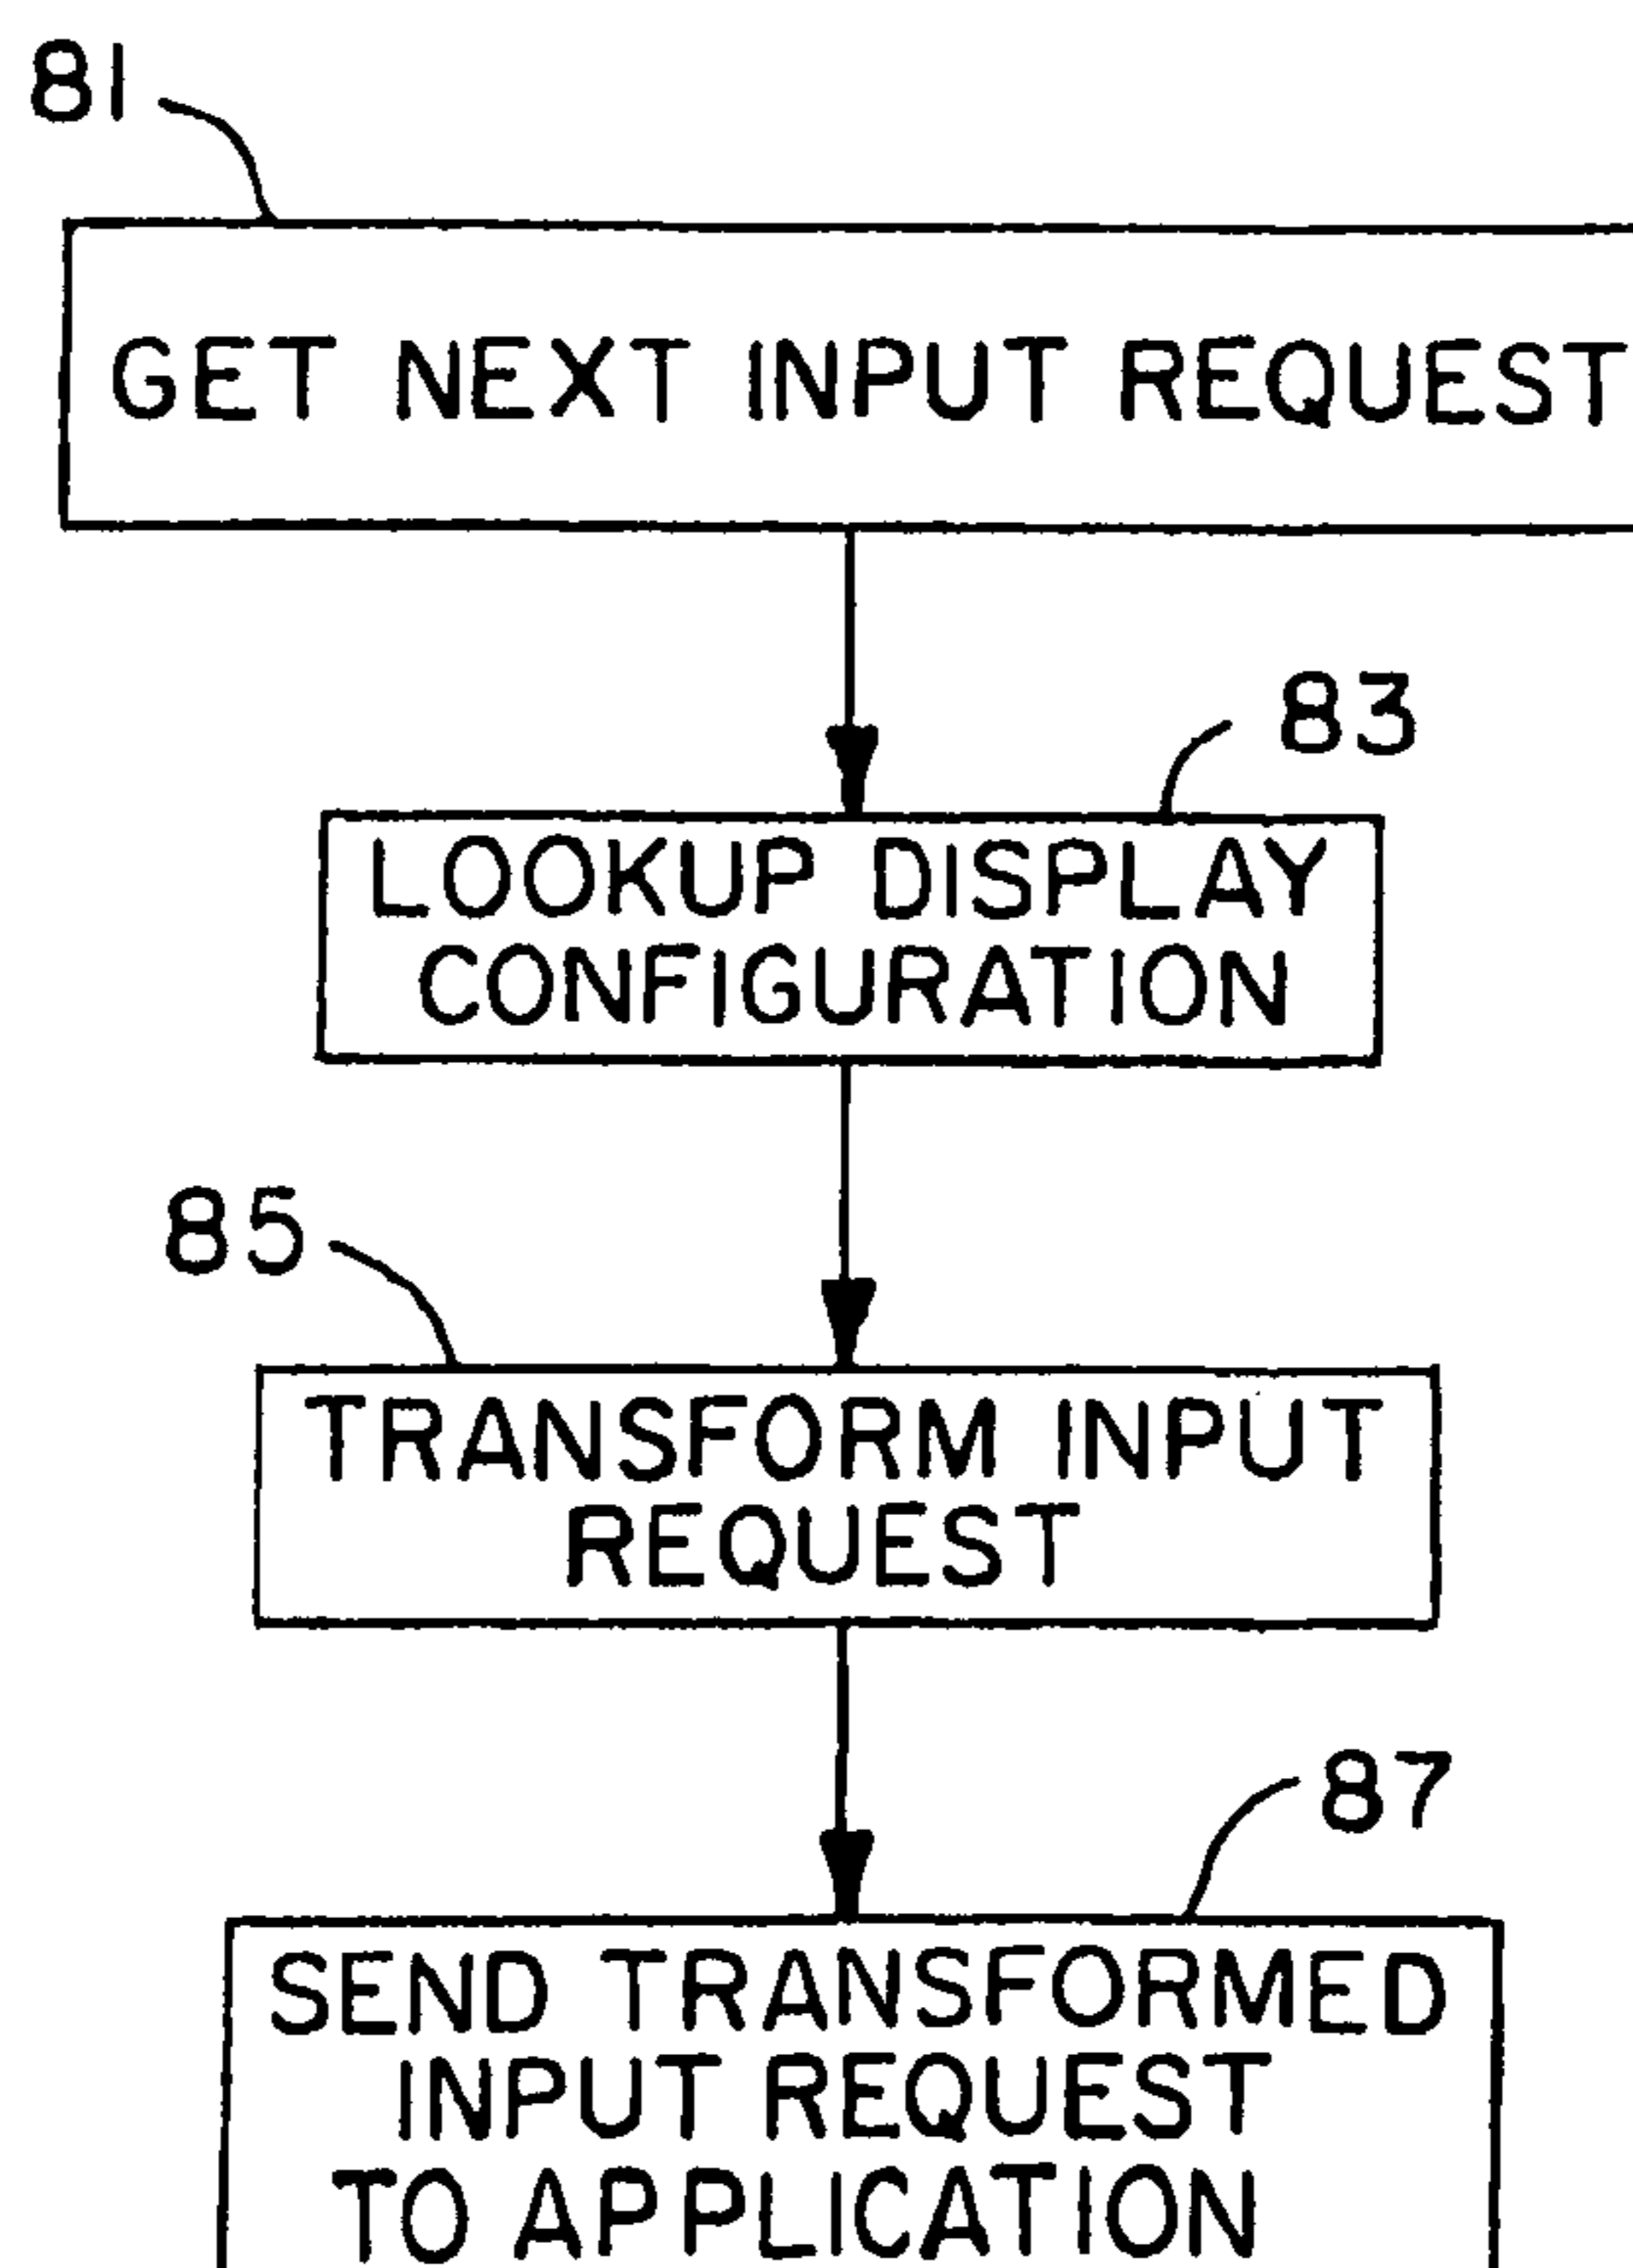 81
GET NEXT INPUT REQUEST
83
LOOKUP DISPLAY
CONFIGURATION
85
TRANSFORM INPUT
REQUEST
87
SEND TRANSFORMED
INPUT REQUEST
TO APPLICATION